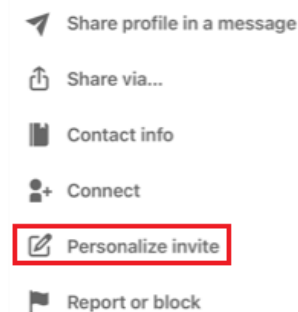 Share profile in a message
Share via...
Contact info
Connect
Personalize invite
Report or block